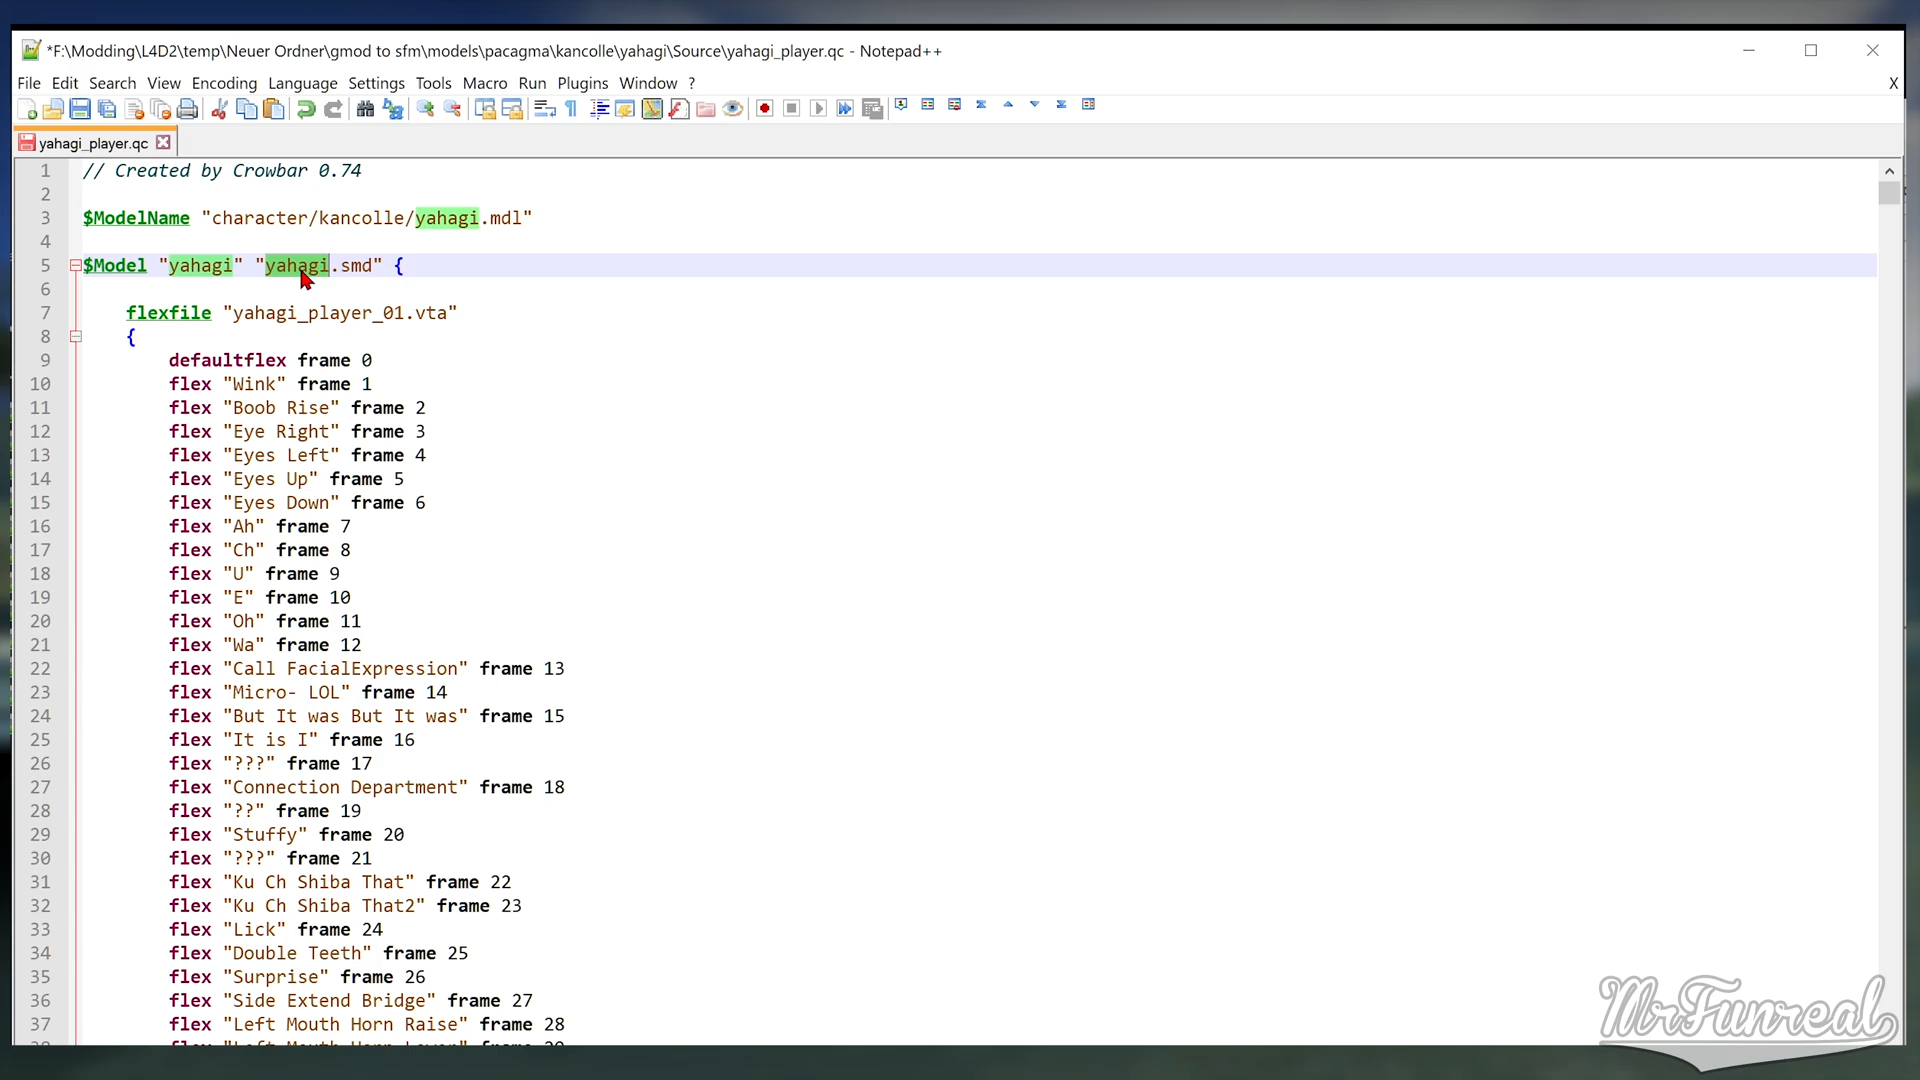 *F:\Modding\L4D2\temp\Neuer Ordner\gmod to sfm\models\pacagma\kancolle\yahagi\Source\yahagi_player.qc - Notepad++
File Edit Search View Encoding Language Settings Tools Macro Run Plugins Window ? X
yahagi_player.qc
1 // Created by Crowbar 0.74
2
3 $ModelName "character/kancolle/yahagi.mdl"
4
5 $Model "yahagi" "yahagi.smd" {
6
7 flexfile "yahagi_player_01.vta"
8 {
9 defaultflex frame 0
10 flex "Wink" frame 1
11 flex "Boob Rise" frame 2
12 flex "Eye Right" frame 3
13 flex "Eyes Left" frame 4
14 flex "Eyes Up" frame 5
15 flex "Eyes Down" frame 6
16 flex "Ah" frame 7
17 flex "Ch" frame 8
18 flex "U" frame 9
19 flex "E" frame 10
20 flex "Oh" frame 11
21 flex "Wa" frame 12
22 flex "Call FacialExpression" frame 13
23 flex "Micro- LOL" frame 14
24 flex "But It was But It was" frame 15
25 flex "It is I" frame 16
26 flex "???" frame 17
27 flex "Connection Department" frame 18
28 flex "??" frame 19
29 flex "Stuffy" frame 20
30 flex "???" frame 21
31 flex "Ku Ch Shiba That" frame 22
32 flex "Ku Ch Shiba That2" frame 23
33 flex "Lick" frame 24
34 flex "Double Teeth" frame 25
35 flex "Surprise" frame 26
36 flex "Side Extend Bridge" frame 27
37 flex "Left Mouth Horn Raise" frame 28
MrFunreal